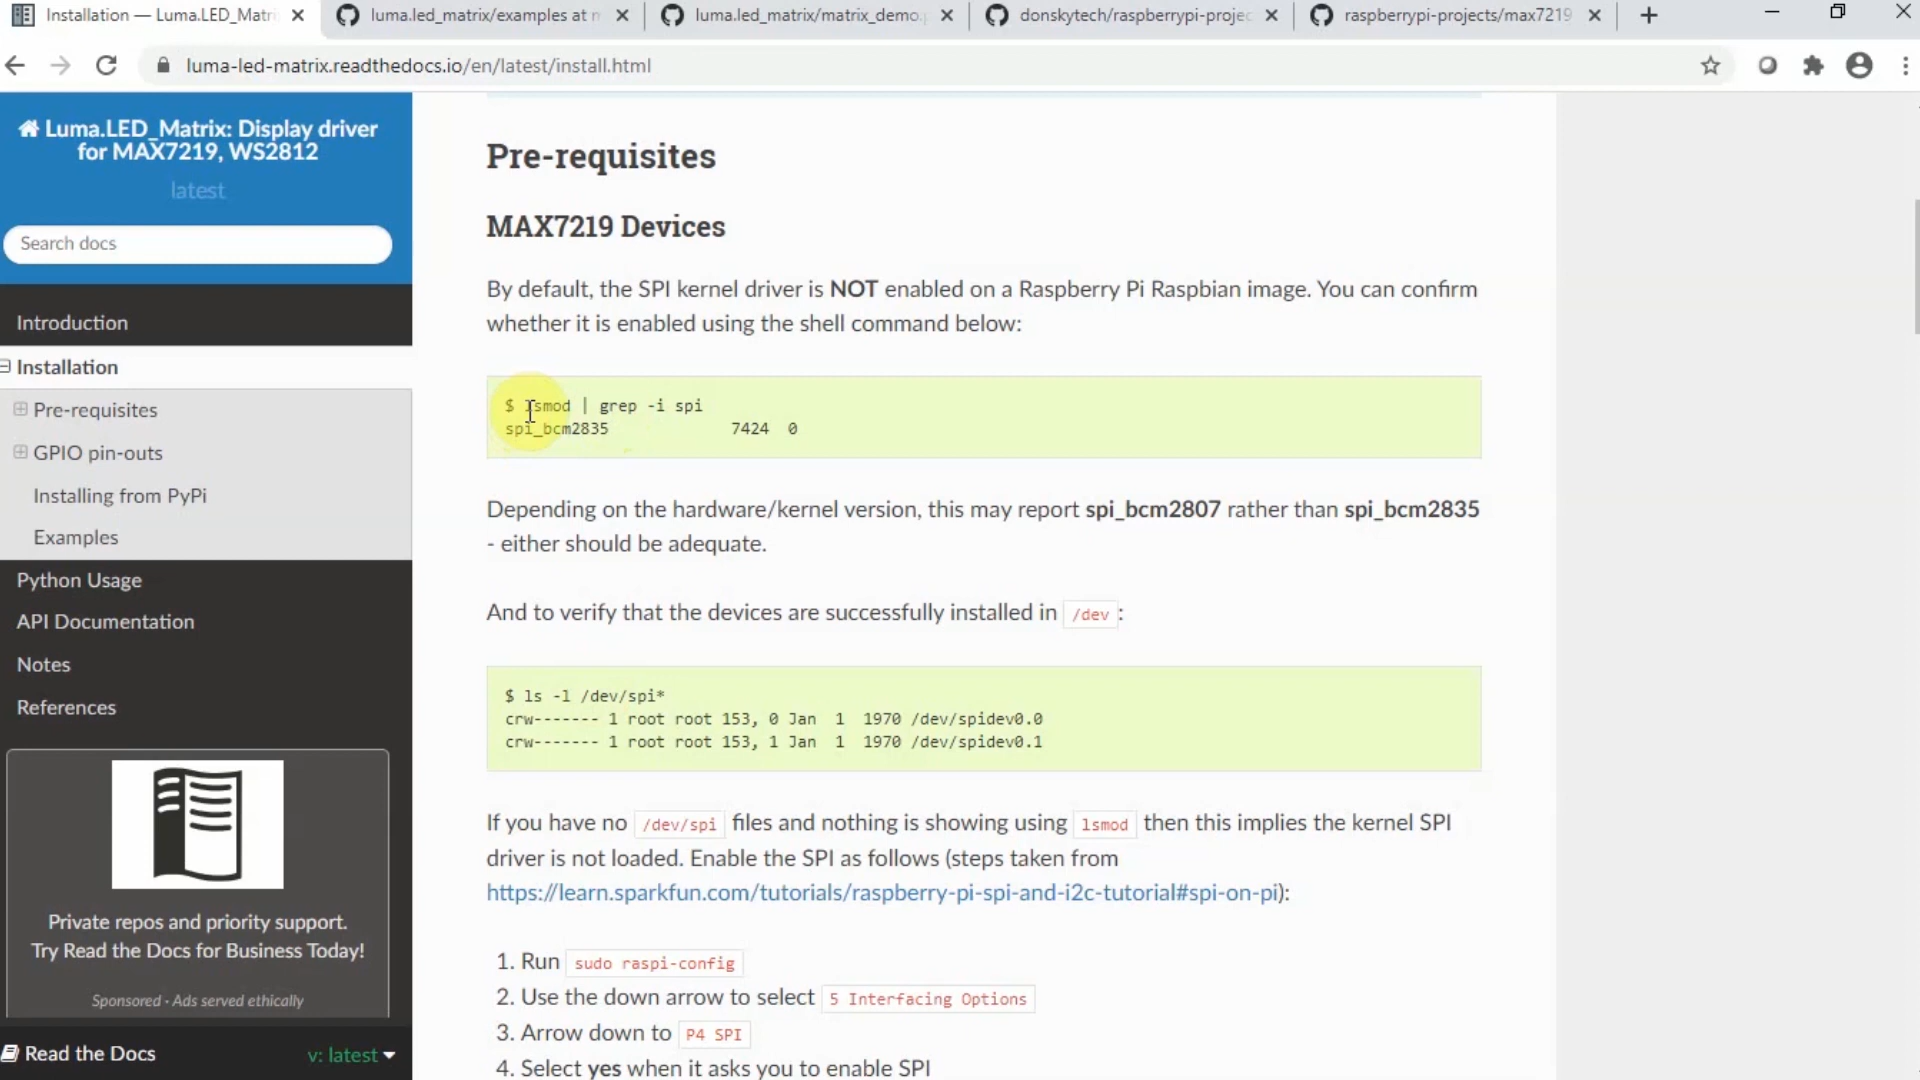 Installation — Luma.LED_Matri
luma.led_matrix/examples at m
luma.led_matrix/matrix_demo.
donskytech/raspberrypi-projec
raspberrypi-projects/max7219
luma-led-matrix.readthedocs.io/en/latest/install.html
Luma.LED_Matrix: Display driver
for MAX7219, WS2812
latest
Search docs
Introduction
Installation
Pre-requisites
GPIO pin-outs
Installing from PyPi
Examples
Python Usage
API Documentation
Notes
References
Private repos and priority support.
Try Read the Docs for Business Today!
Sponsored · Ads served ethically
Read the Docs
v: latest
Pre-requisites
MAX7219 Devices
By default, the SPI kernel driver is NOT enabled on a Raspberry Pi Raspbian image. You can confirm
whether it is enabled using the shell command below:
$ lsmod | grep -i spi
spi_bcm2835 7424 0
Depending on the hardware/kernel version, this may report spi_bcm2807 rather than spi_bcm2835
- either should be adequate.
And to verify that the devices are successfully installed in /dev :
$ ls -l /dev/spi*
crw------- 1 root root 153, 0 Jan 1 1970 /dev/spidev0.0
crw------- 1 root root 153, 1 Jan 1 1970 /dev/spidev0.1
If you have no /dev/spi files and nothing is showing using lsmod then this implies the kernel SPI
driver is not loaded. Enable the SPI as follows (steps taken from
https://learn.sparkfun.com/tutorials/raspberry-pi-spi-and-i2c-tutorial#spi-on-pi):
1. Run sudo raspi-config
2. Use the down arrow to select 5 Interfacing Options
3. Arrow down to P4 SPI
4. Select yes when it asks you to enable SPI